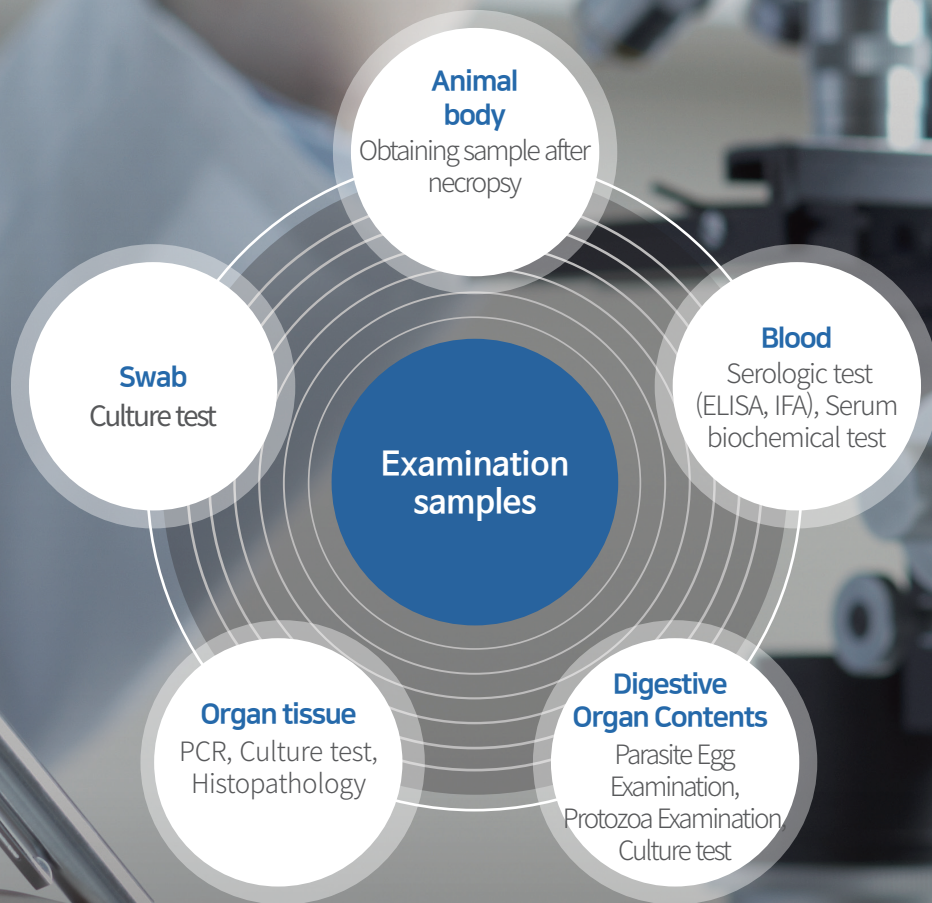 Animal
body
Obtaining sample after
necropsy
Swab
Culture test
Blood
Serologic test
(ELISA, IFA), Serum
biochemical test
Examination
samples
Organ tissue
PCR, Culture test,
Histopathology
Digestive
Organ Contents
Parasite Egg
Examination,
Protozoa Examination,
Culture test